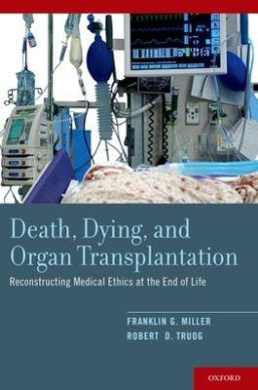 Death, Dying, and
Organ Transplantation
Reconstructing Medical Ethics at the End of Life
FRANKLIN G. MILLER
ROBERT D. TRUOG
OXFORD